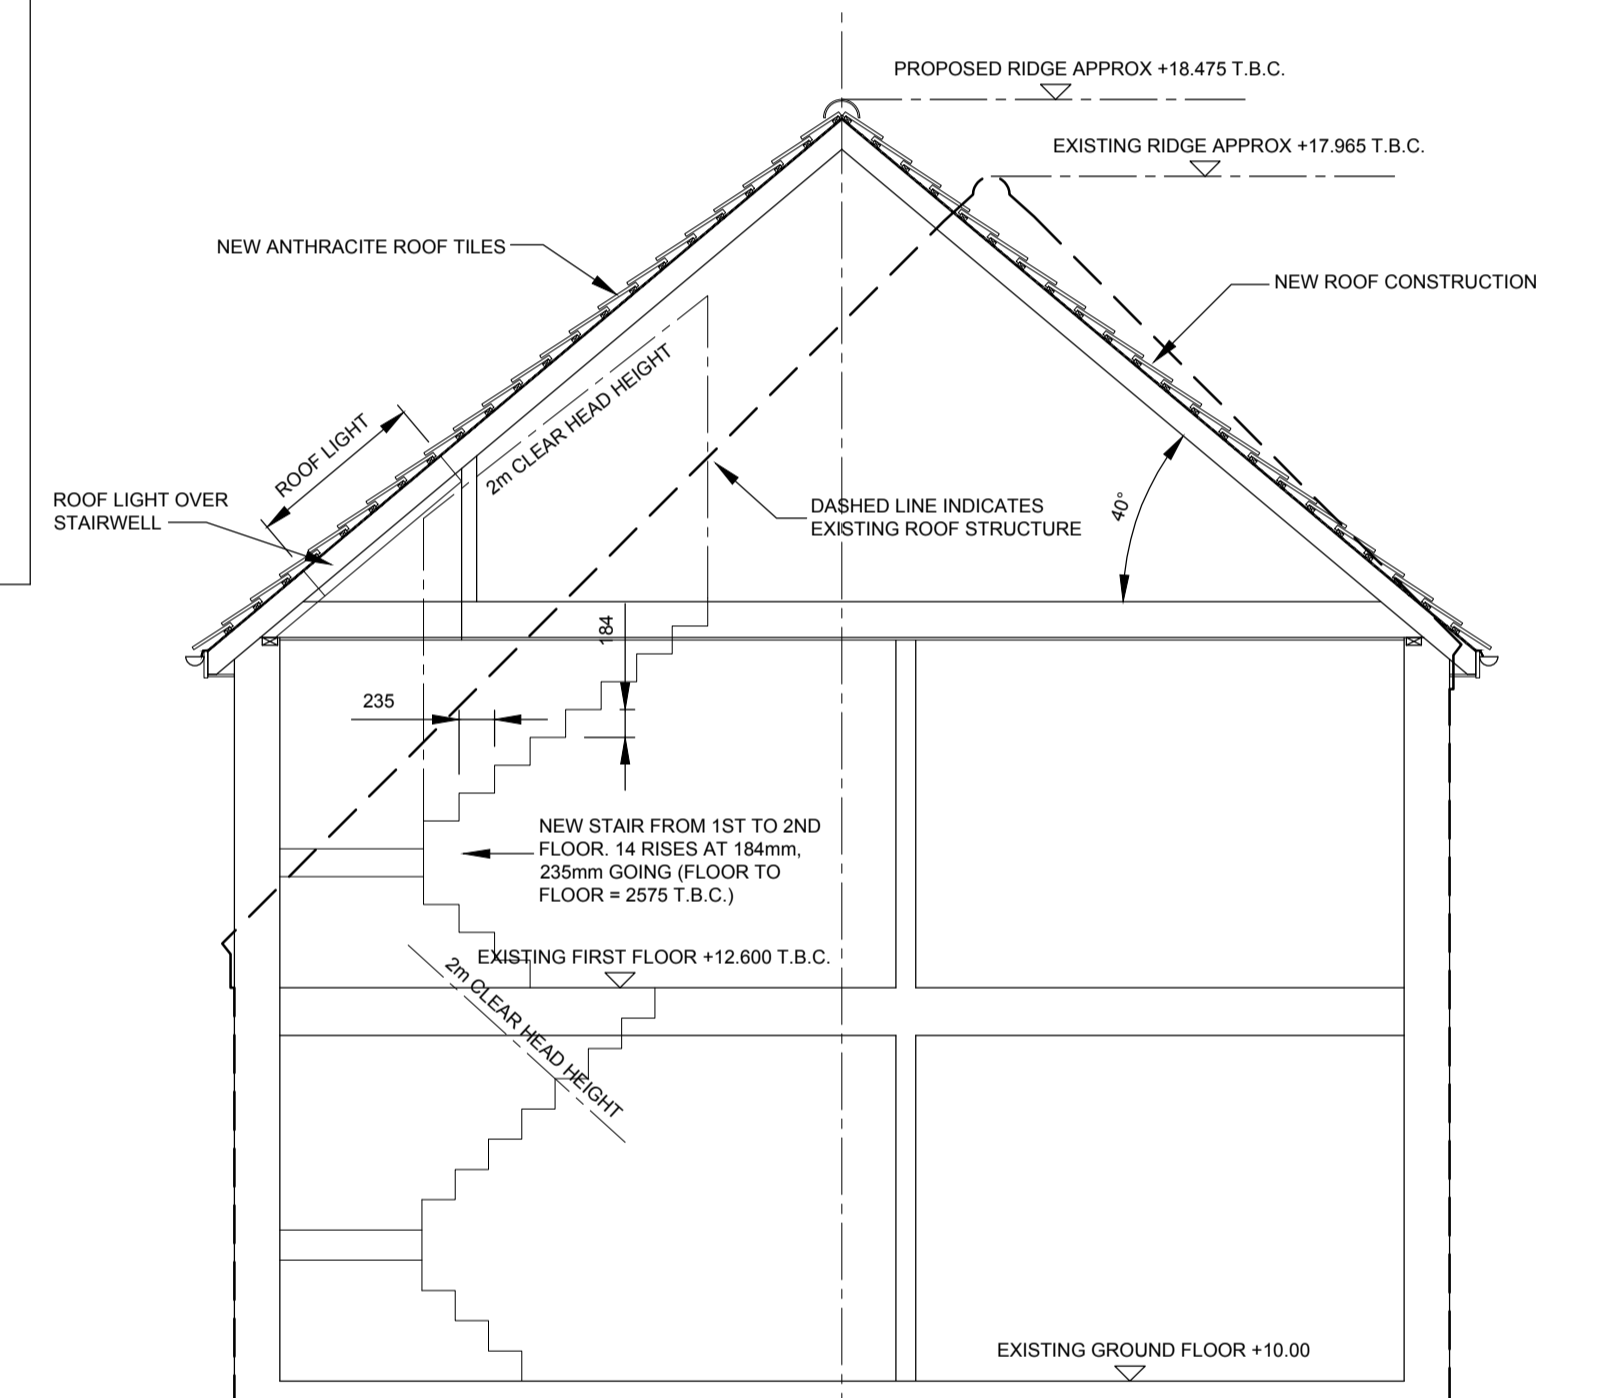 PROPOSED RIDGE APPROX +18.475 T.B.C.
EXISTING RIDGE APPROX +17.965 T.B.C.
NEW ANTHRACITE ROOF TILES
NEW ROOF CONSTRUCTION
2m CLEAR HEAD HEIGHT
ROOF LIGHT
ROOF LIGHT OVER
STAIRWELL
DASHED LINE INDICATES
EXISTING ROOF STRUCTURE
40°
184
235
NEW STAIR FROM 1ST TO 2ND
FLOOR. 14 RISES AT 184mm,
235mm GOING (FLOOR TO
FLOOR = 2575 T.B.C.)
EXISTING FIRST FLOOR +12.600 T.B.C.
2m CLEAR HEAD HEIGHT
EXISTING GROUND FLOOR +10.00